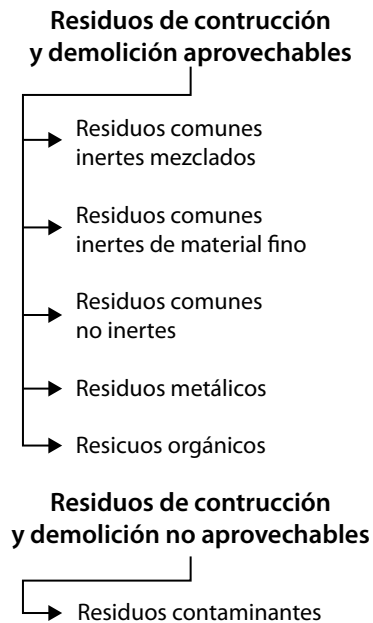 Residuos de contrucción
y demolición aprovechables
Residuos comunes
inertes mezclados
Residuos comunes
inertes de material fino
Residuos comunes
no inertes
Residuos metálicos
Resicuos orgánicos
Residuos de contrucción
y demolición no aprovechables
Residuos contaminantes